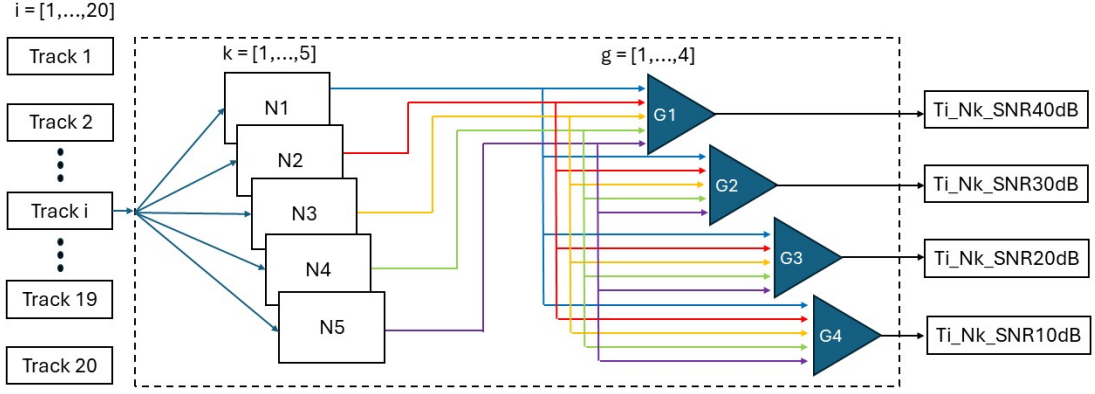 i = [1,...,20]
Track 1
Track 2
Track i
Track 19
Track 20
k = [1,...,5]
N1
N2
N3
N4
N5
g = [1,...,4]
G1
G2
G3
G4
Ti_Nk_SNR40dB
Ti_Nk_SNR30dB
Ti_Nk_SNR20dB
Ti_Nk_SNR10dB